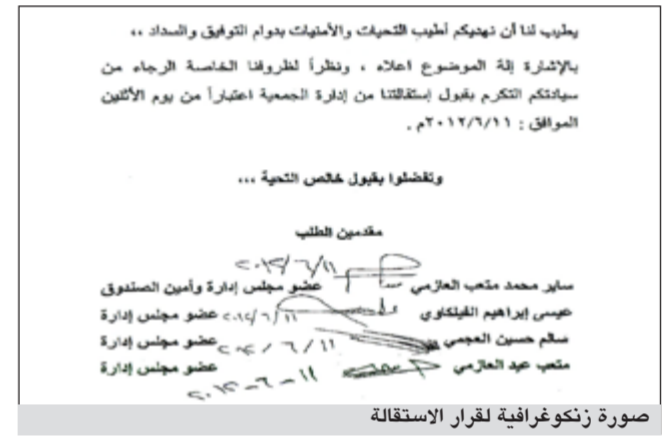 يطيب لنا أن نهديكم أطيب التحيات والأمنيات بدوام التوفيق والسداد ،،
بالإشارة إلة الموضوع اعلاه ، ونظراً لظروفنا الخاصة الرجاء من
سيادتكم التكرم بقبول إستقالتنا من إدارة الجمعية اعتباراً من يوم الأثنين
الموافق : ٢٠١٢/٦/١١م .
وتفضلوا بقبول خالص التحية ...
مقدمين الطلب
ساير محمد متعب العازمي ٢٠١٢/٦/١١ عضو مجلس إدارة وأمين الصندوق
عيسى إبراهيم الفيلكاوي ٢٠١٢/٦/١١ عضو مجلس إدارة
سالم حسين العجمي ٢٠١٢/٦/١١ عضو مجلس إدارة
متعب عيد العازمي ١١-٦-٢٠١٢ عضو مجلس إدارة
صورة زنكوغرافية لقرار الاستقالة